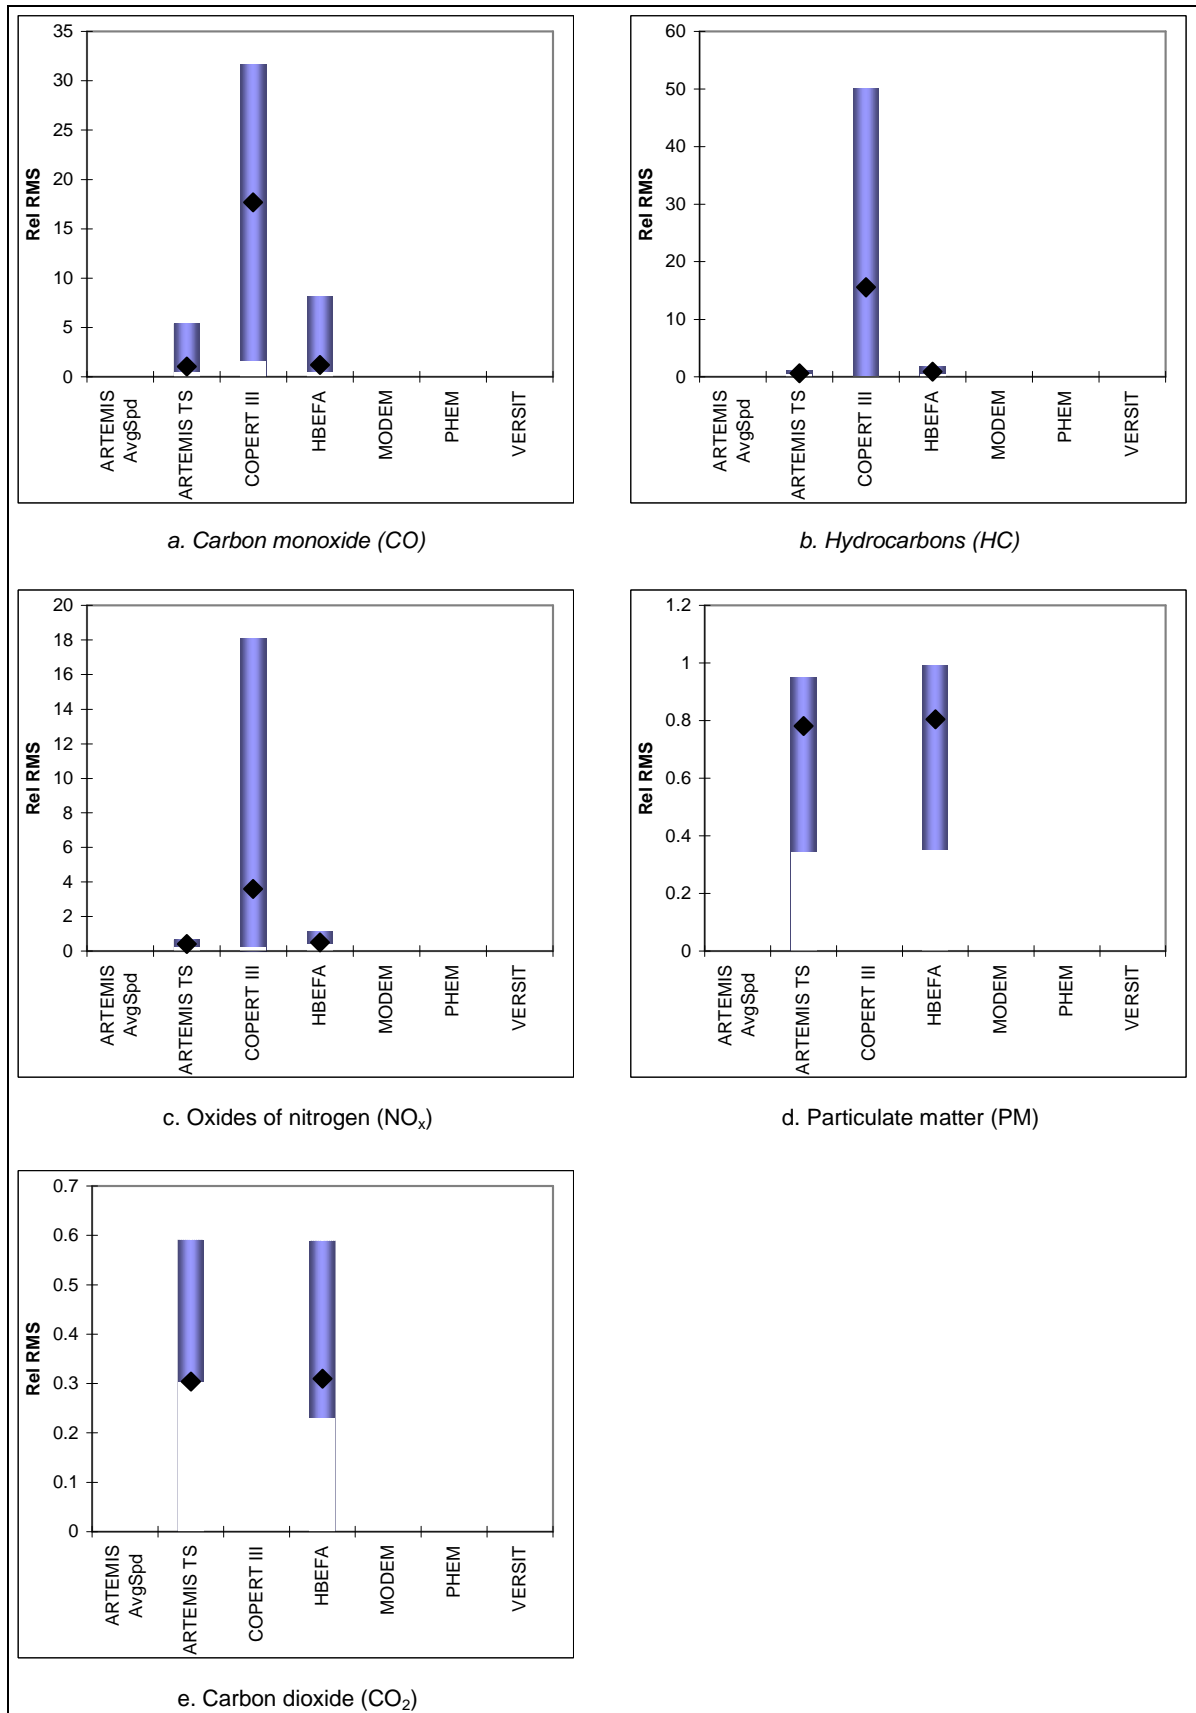 35
30
25
20
15
10
5
0
Rel RMS
ARTEMIS
AvgSpd
ARTEMIS TS
COPERT III
HBEFA
MODEM
PHEM
VERSIT
a. Carbon monoxide (CO)
60
50
40
30
20
10
0
Rel RMS
ARTEMIS
AvgSpd
ARTEMIS TS
COPERT III
HBEFA
MODEM
PHEM
VERSIT
b. Hydrocarbons (HC)
20
18
16
14
12
10
8
6
4
2
0
Rel RMS
ARTEMIS
AvgSpd
ARTEMIS TS
COPERT III
HBEFA
MODEM
PHEM
VERSIT
c. Oxides of nitrogen (NOx)
1.2
1
0.8
0.6
0.4
0.2
0
Rel RMS
ARTEMIS
AvgSpd
ARTEMIS TS
COPERT III
HBEFA
MODEM
PHEM
VERSIT
d. Particulate matter (PM)
0.7
0.6
0.5
0.4
0.3
0.2
0.1
0
Rel RMS
ARTEMIS
AvgSpd
ARTEMIS TS
COPERT III
HBEFA
MODEM
PHEM
VERSIT
e. Carbon dioxide (CO2)